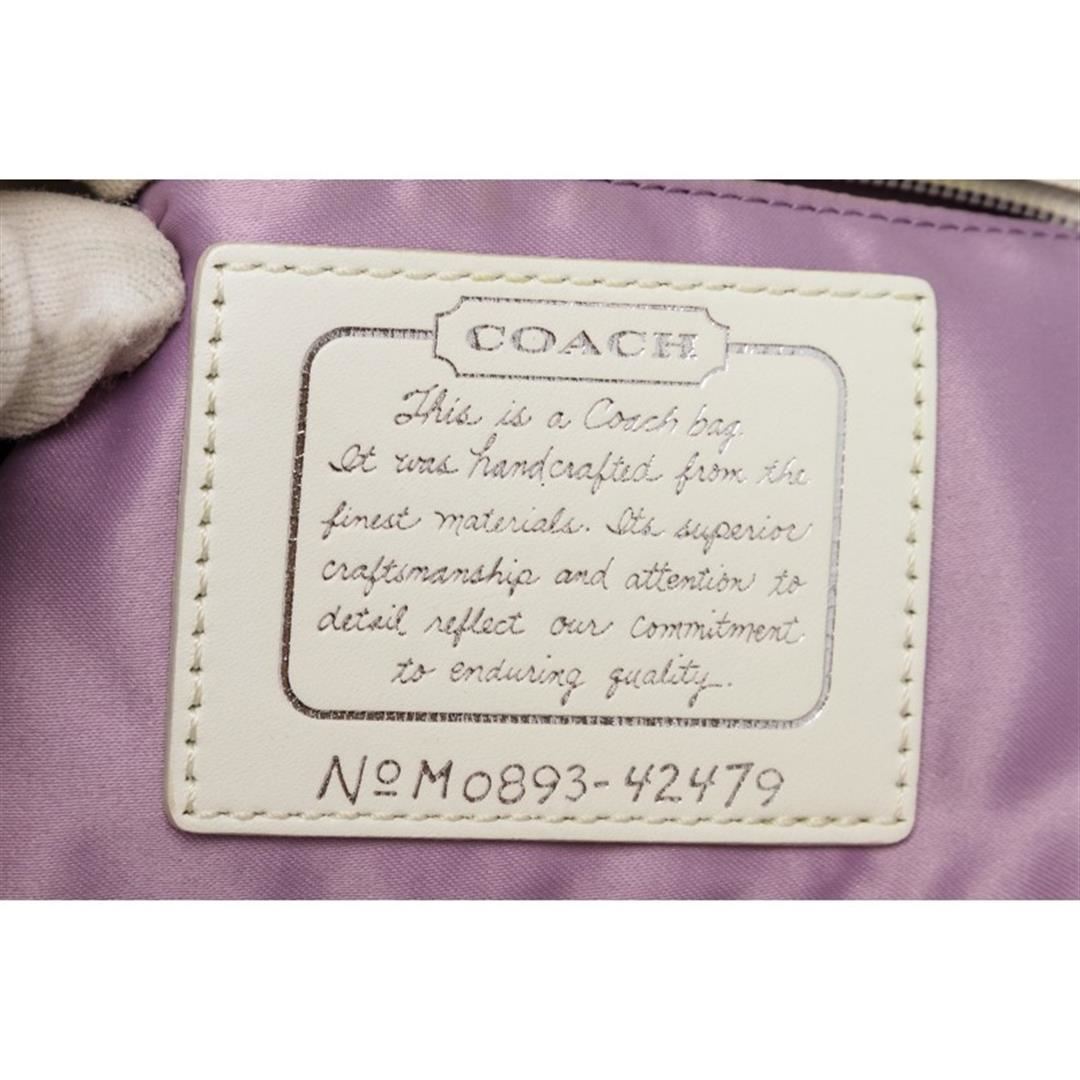 COACH
This is a Coach bag.
It was handcrafted from the
finest materials. Its superior
craftsmanship and attention to
detail reflect our commitment
to enduring quality.
Nº M0893-42479